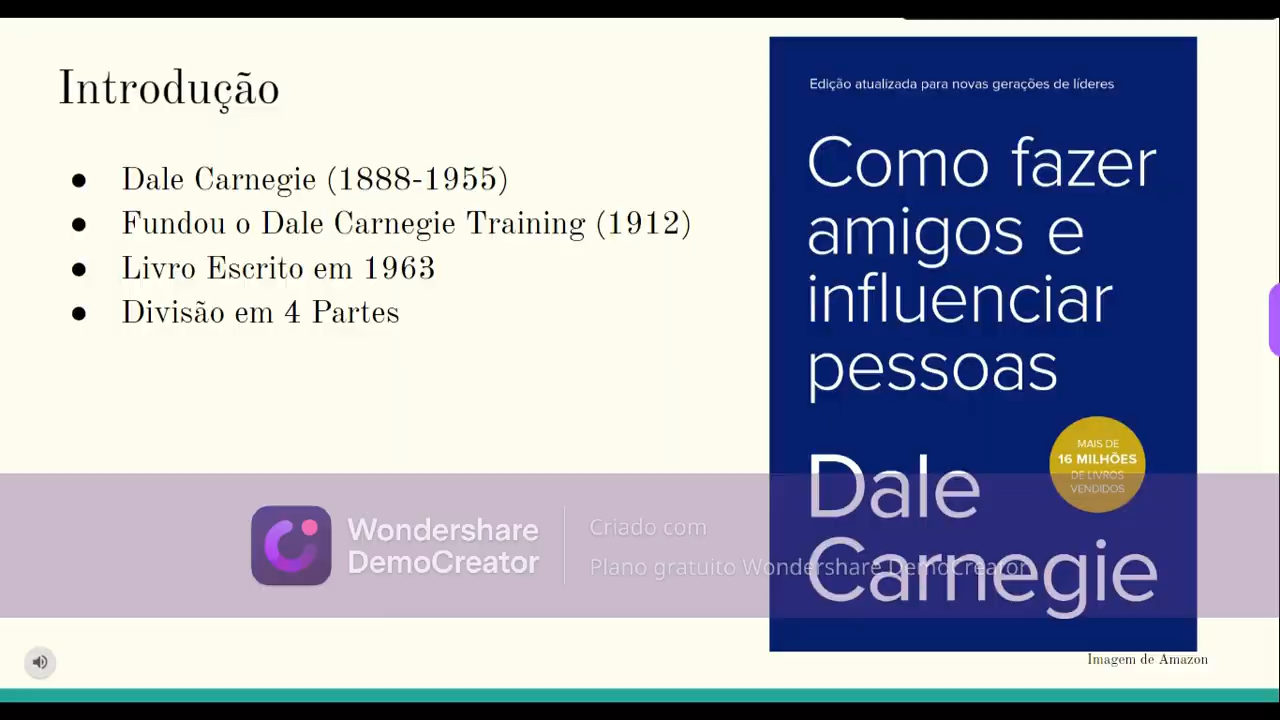 Introdução
● Dale Carnegie (1888-1955)
● Fundou o Dale Carnegie Training (1912)
● Livro Escrito em 1963
● Divisão em 4 Partes
Edição atualizada para novas gerações de líderes
Como fazer
amigos e
influenciar
pessoas
MAIS DE
16 MILHÕES
DE LIVROS
VENDIDOS
Dale
Carnegie
Wondershare
DemoCreator
Criado com
Plano gratuito Wondershare DemoCreator
Imagem de Amazon